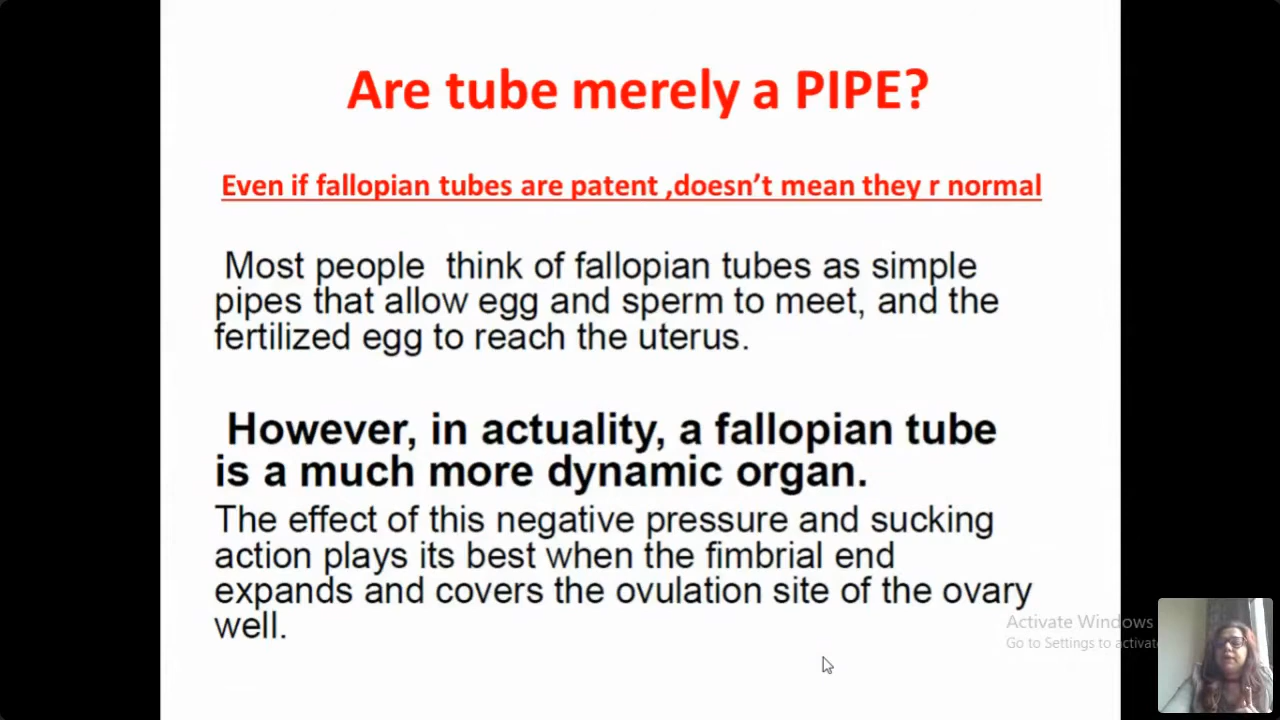 Are tube merely a PIPE?
Even if fallopian tubes are patent ,doesn't mean they r normal
Most people  think of fallopian tubes as simple
pipes that allow egg and sperm to meet, and the
fertilized egg to reach the uterus.
However, in actuality, a fallopian tube
is a much more dynamic organ.
The effect of this negative pressure and sucking
action plays its best when the fimbrial end
expands and covers the ovulation site of the ovary
well.
Activate Windows
Go to Settings to activate